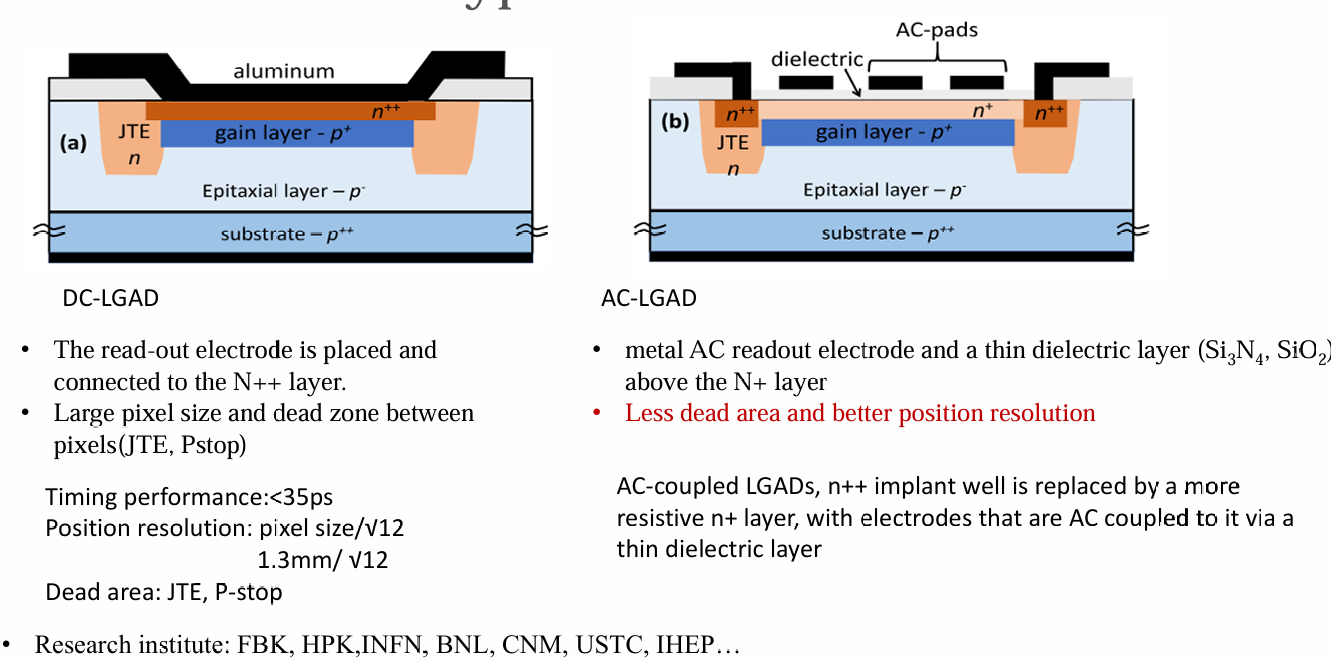 yp
aluminum
n++
JTE
gain layer - p+
(a)
n
Epitaxial layer – p-
substrate – p++
AC-pads
dielectric
n++
n+
n++
(b)
gain layer - p+
JTE
n
Epitaxial layer – p-
substrate – p++
DC-LGAD
• The read-out electrode is placed and
connected to the N++ layer.
• Large pixel size and dead zone between
pixels(JTE, Pstop)
Timing performance:<35ps
Position resolution: pixel size/√12
1.3mm/ √12
Dead area: JTE, P-stop
AC-LGAD
• metal AC readout electrode and a thin dielectric layer (Si3N4, SiO2)
above the N+ layer
• Less dead area and better position resolution
AC-coupled LGADs, n++ implant well is replaced by a more
resistive n+ layer, with electrodes that are AC coupled to it via a
thin dielectric layer
• Research institute: FBK, HPK,INFN, BNL, CNM, USTC, IHEP…